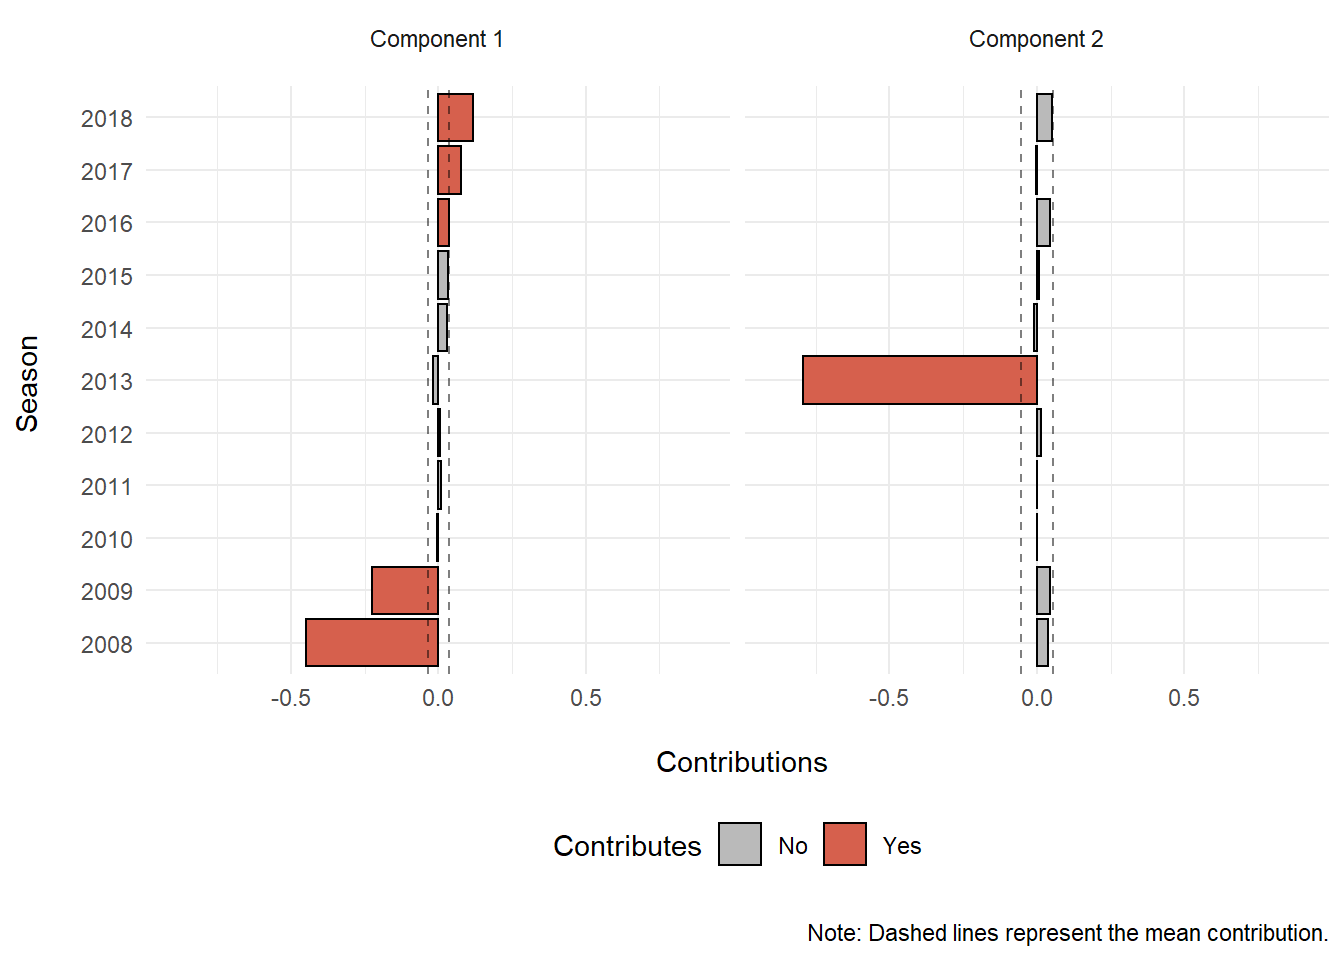 Component 1
Component 2
Season
2018
2017
2016
2015
2014
2013
2012
2011
2010
2009
2008
-0.5 0.0 0.5
-0.5 0.0 0.5
Contributions
Contributes No Yes
Note: Dashed lines represent the mean contribution.